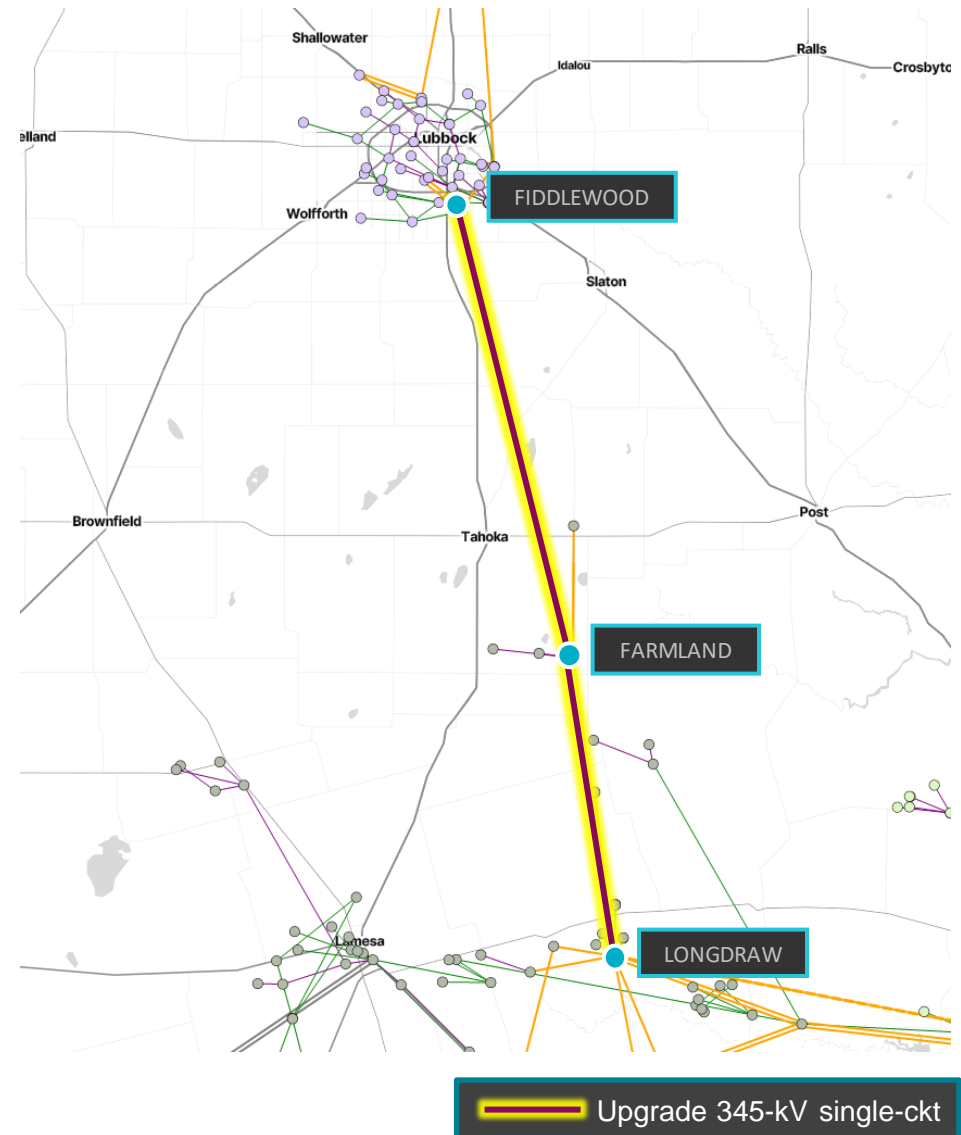 Shallowater
Ralls
Idalou
Crosbyto
elland
Lubbock
FIDDLEWOOD
Wolfforth
Slaton
Brownfield
Post
Tahoka
FARMLAND
Lamesa
LONGDRAW
Upgrade 345-kV single-ckt